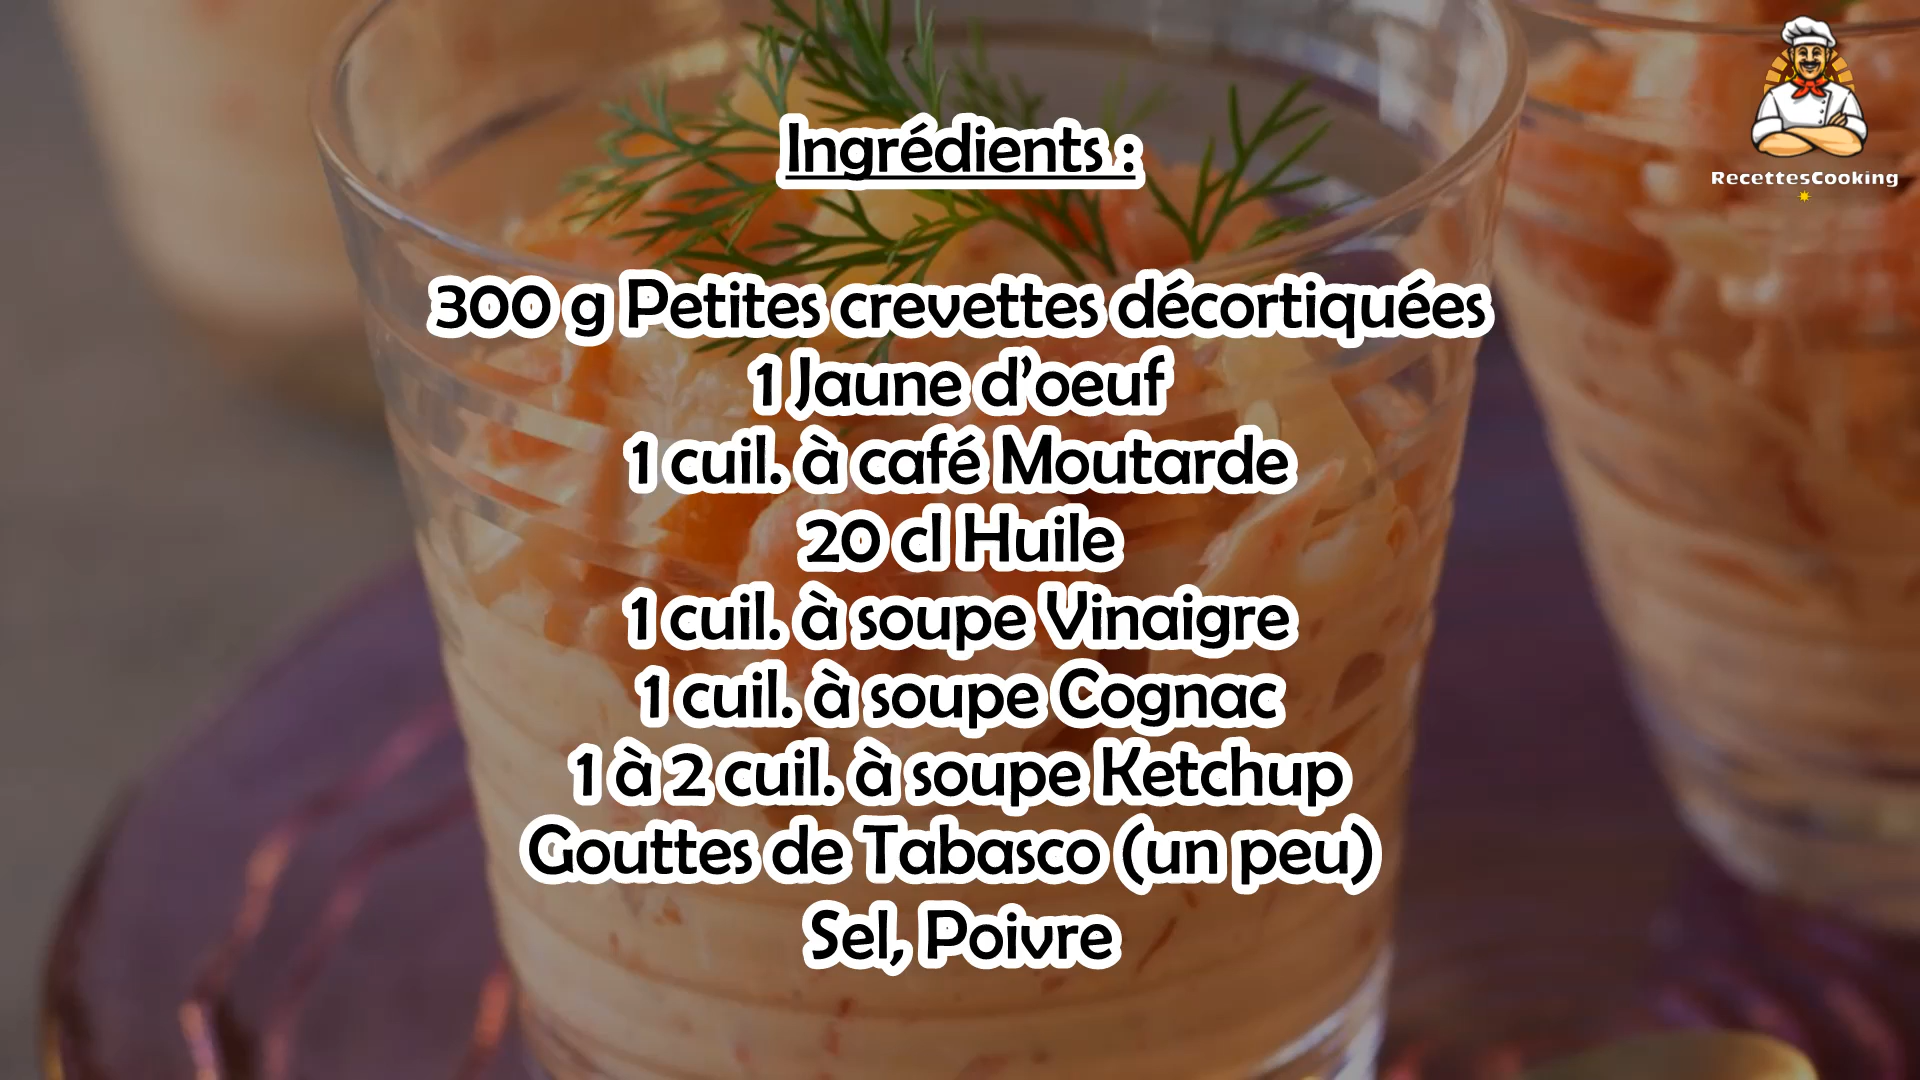 Ingrédients :
RecettesCooking
300 g Petites crevettes décortiquées
1 Jaune d’oeuf
1 cuil. à café Moutarde
20 cl Huile
1 cuil. à soupe Vinaigre
1 cuil. à soupe Cognac
1 à 2 cuil. à soupe Ketchup
Gouttes de Tabasco (un peu)
Sel, Poivre